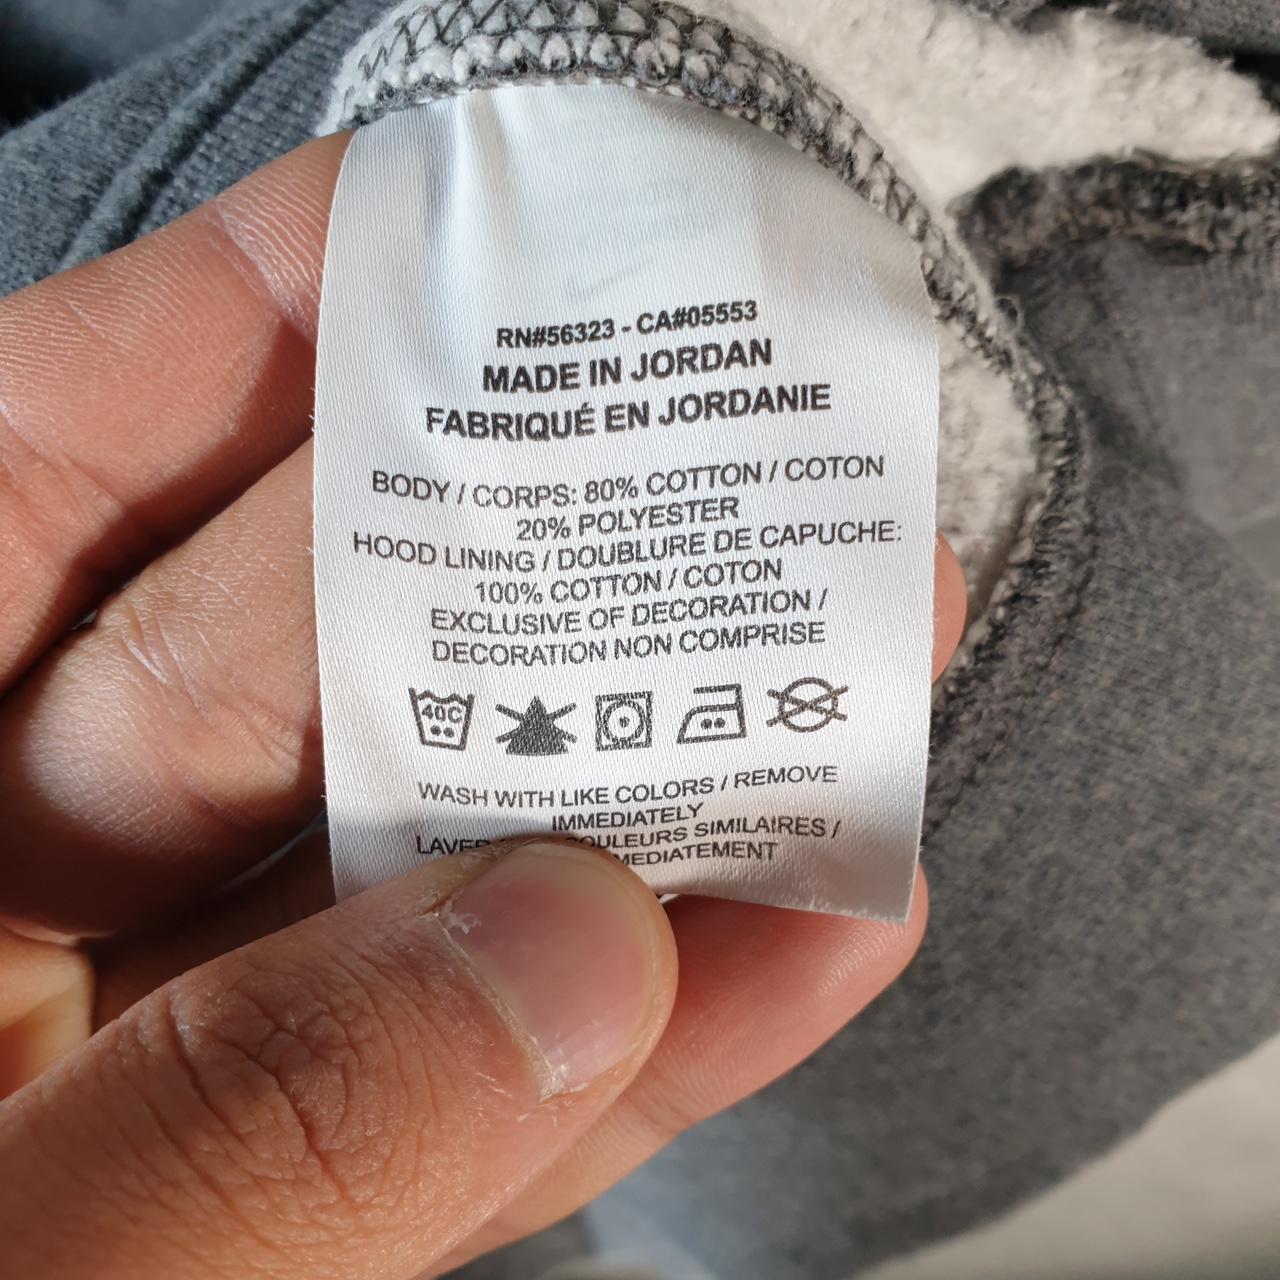 RN#56323 - CA#05553
MADE IN JORDAN
FABRIQUÉ EN JORDANIE
BODY / CORPS: 80% COTTON / COTON
20% POLYESTER
HOOD LINING / DOUBLURE DE CAPUCHE:
100% COTTON / COTON
EXCLUSIVE OF DECORATION /
DECORATION NON COMPRISE
40C
WASH WITH LIKE COLORS / REMOVE
IMMEDIATELY
SIMILAIRES /